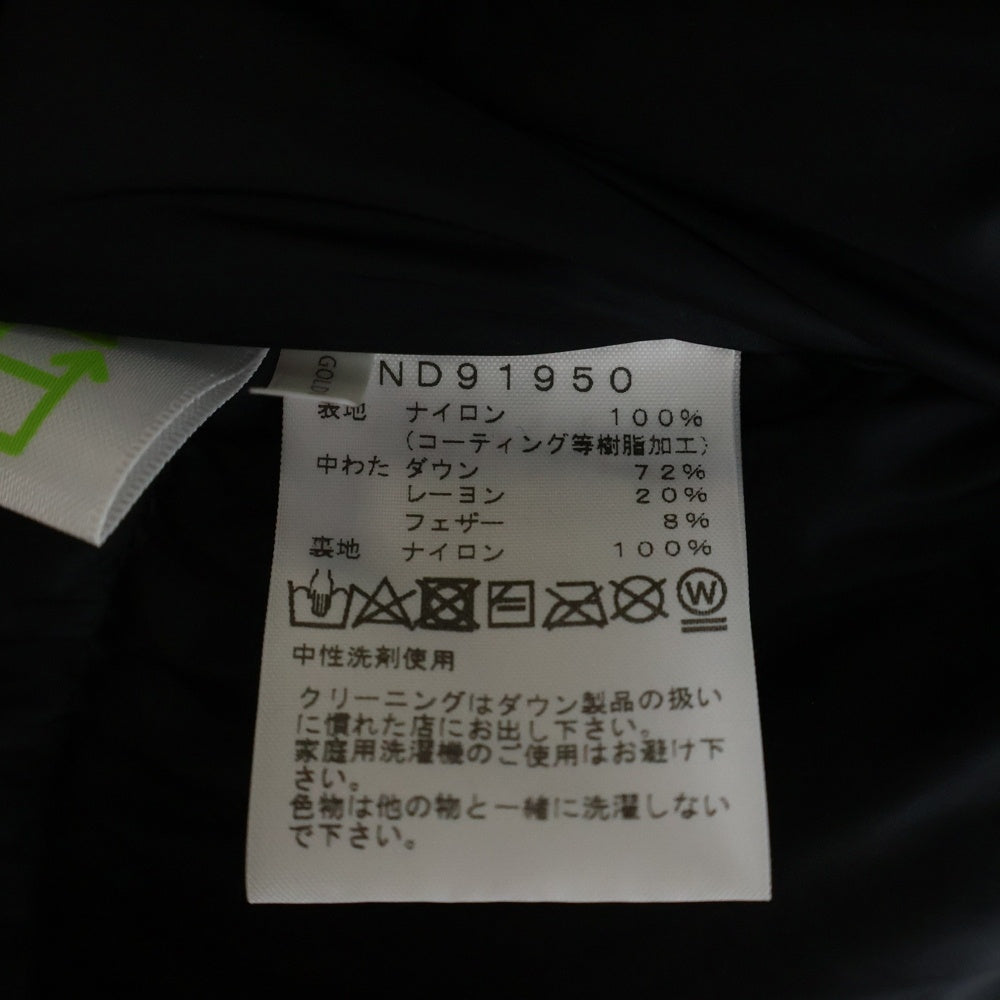 GOLD
ND91950
表地 ナイロン 100%
(コーティング等樹脂加工)
中わた ダウン 72%
レーヨン 20%
フェザー 8%
裏地 ナイロン 100%
W
中性洗剤使用
クリーニングはダウン製品の扱い
に慣れた店にお出し下さい。
家庭用洗濯機のご使用はお避け下
さい。
色物は他の物と一緒に洗濯しない
で下さい。